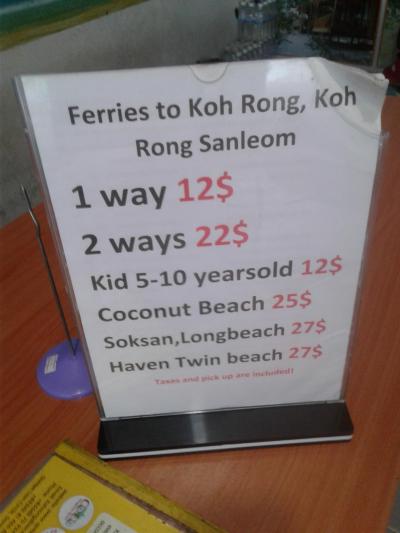 Ferries to Koh Rong, Koh
Rong Sanleom
1 way 12$
2 ways 22$
Kid 5-10 yearsold 12$
Coconut Beach 25$
Soksan,Longbeach 27$
Haven Twin beach 27$
Taxas and pick up are included!